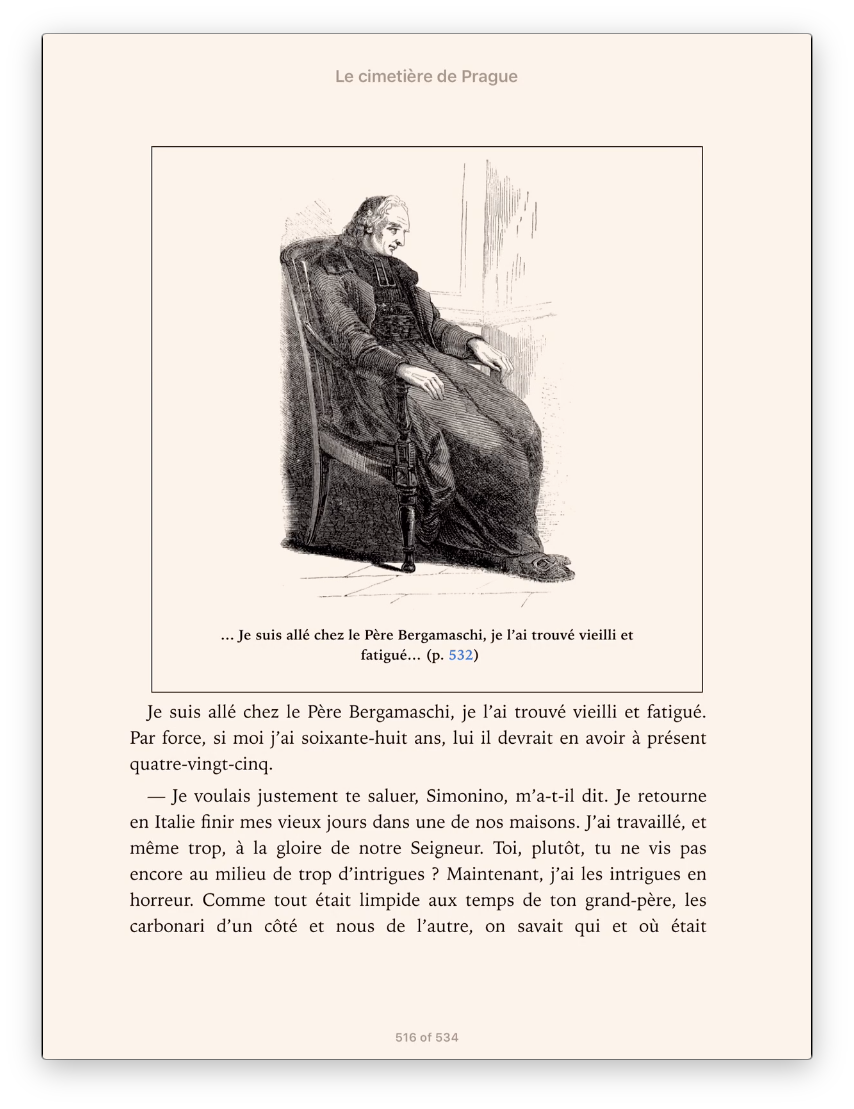 Le cimetière de Prague
… Je suis allé chez le Père Bergamaschi, je l’ai trouvé vieilli et
fatigué… (p. 532)
Je suis allé chez le Père Bergamaschi, je l’ai trouvé vieilli et fatigué.
Par force, si moi j’ai soixante-huit ans, lui il devrait en avoir à présent
quatre-vingt-cinq.
— Je voulais justement te saluer, Simonino, m’a-t-il dit. Je retourne
en Italie finir mes vieux jours dans une de nos maisons. J’ai travaillé, et
même trop, à la gloire de notre Seigneur. Toi, plutôt, tu ne vis pas
encore au milieu de trop d’intrigues ? Maintenant, j’ai les intrigues en
horreur. Comme tout était limpide aux temps de ton grand-père, les
carbonari d’un côté et nous de l’autre, on savait qui et où était
516 of 534